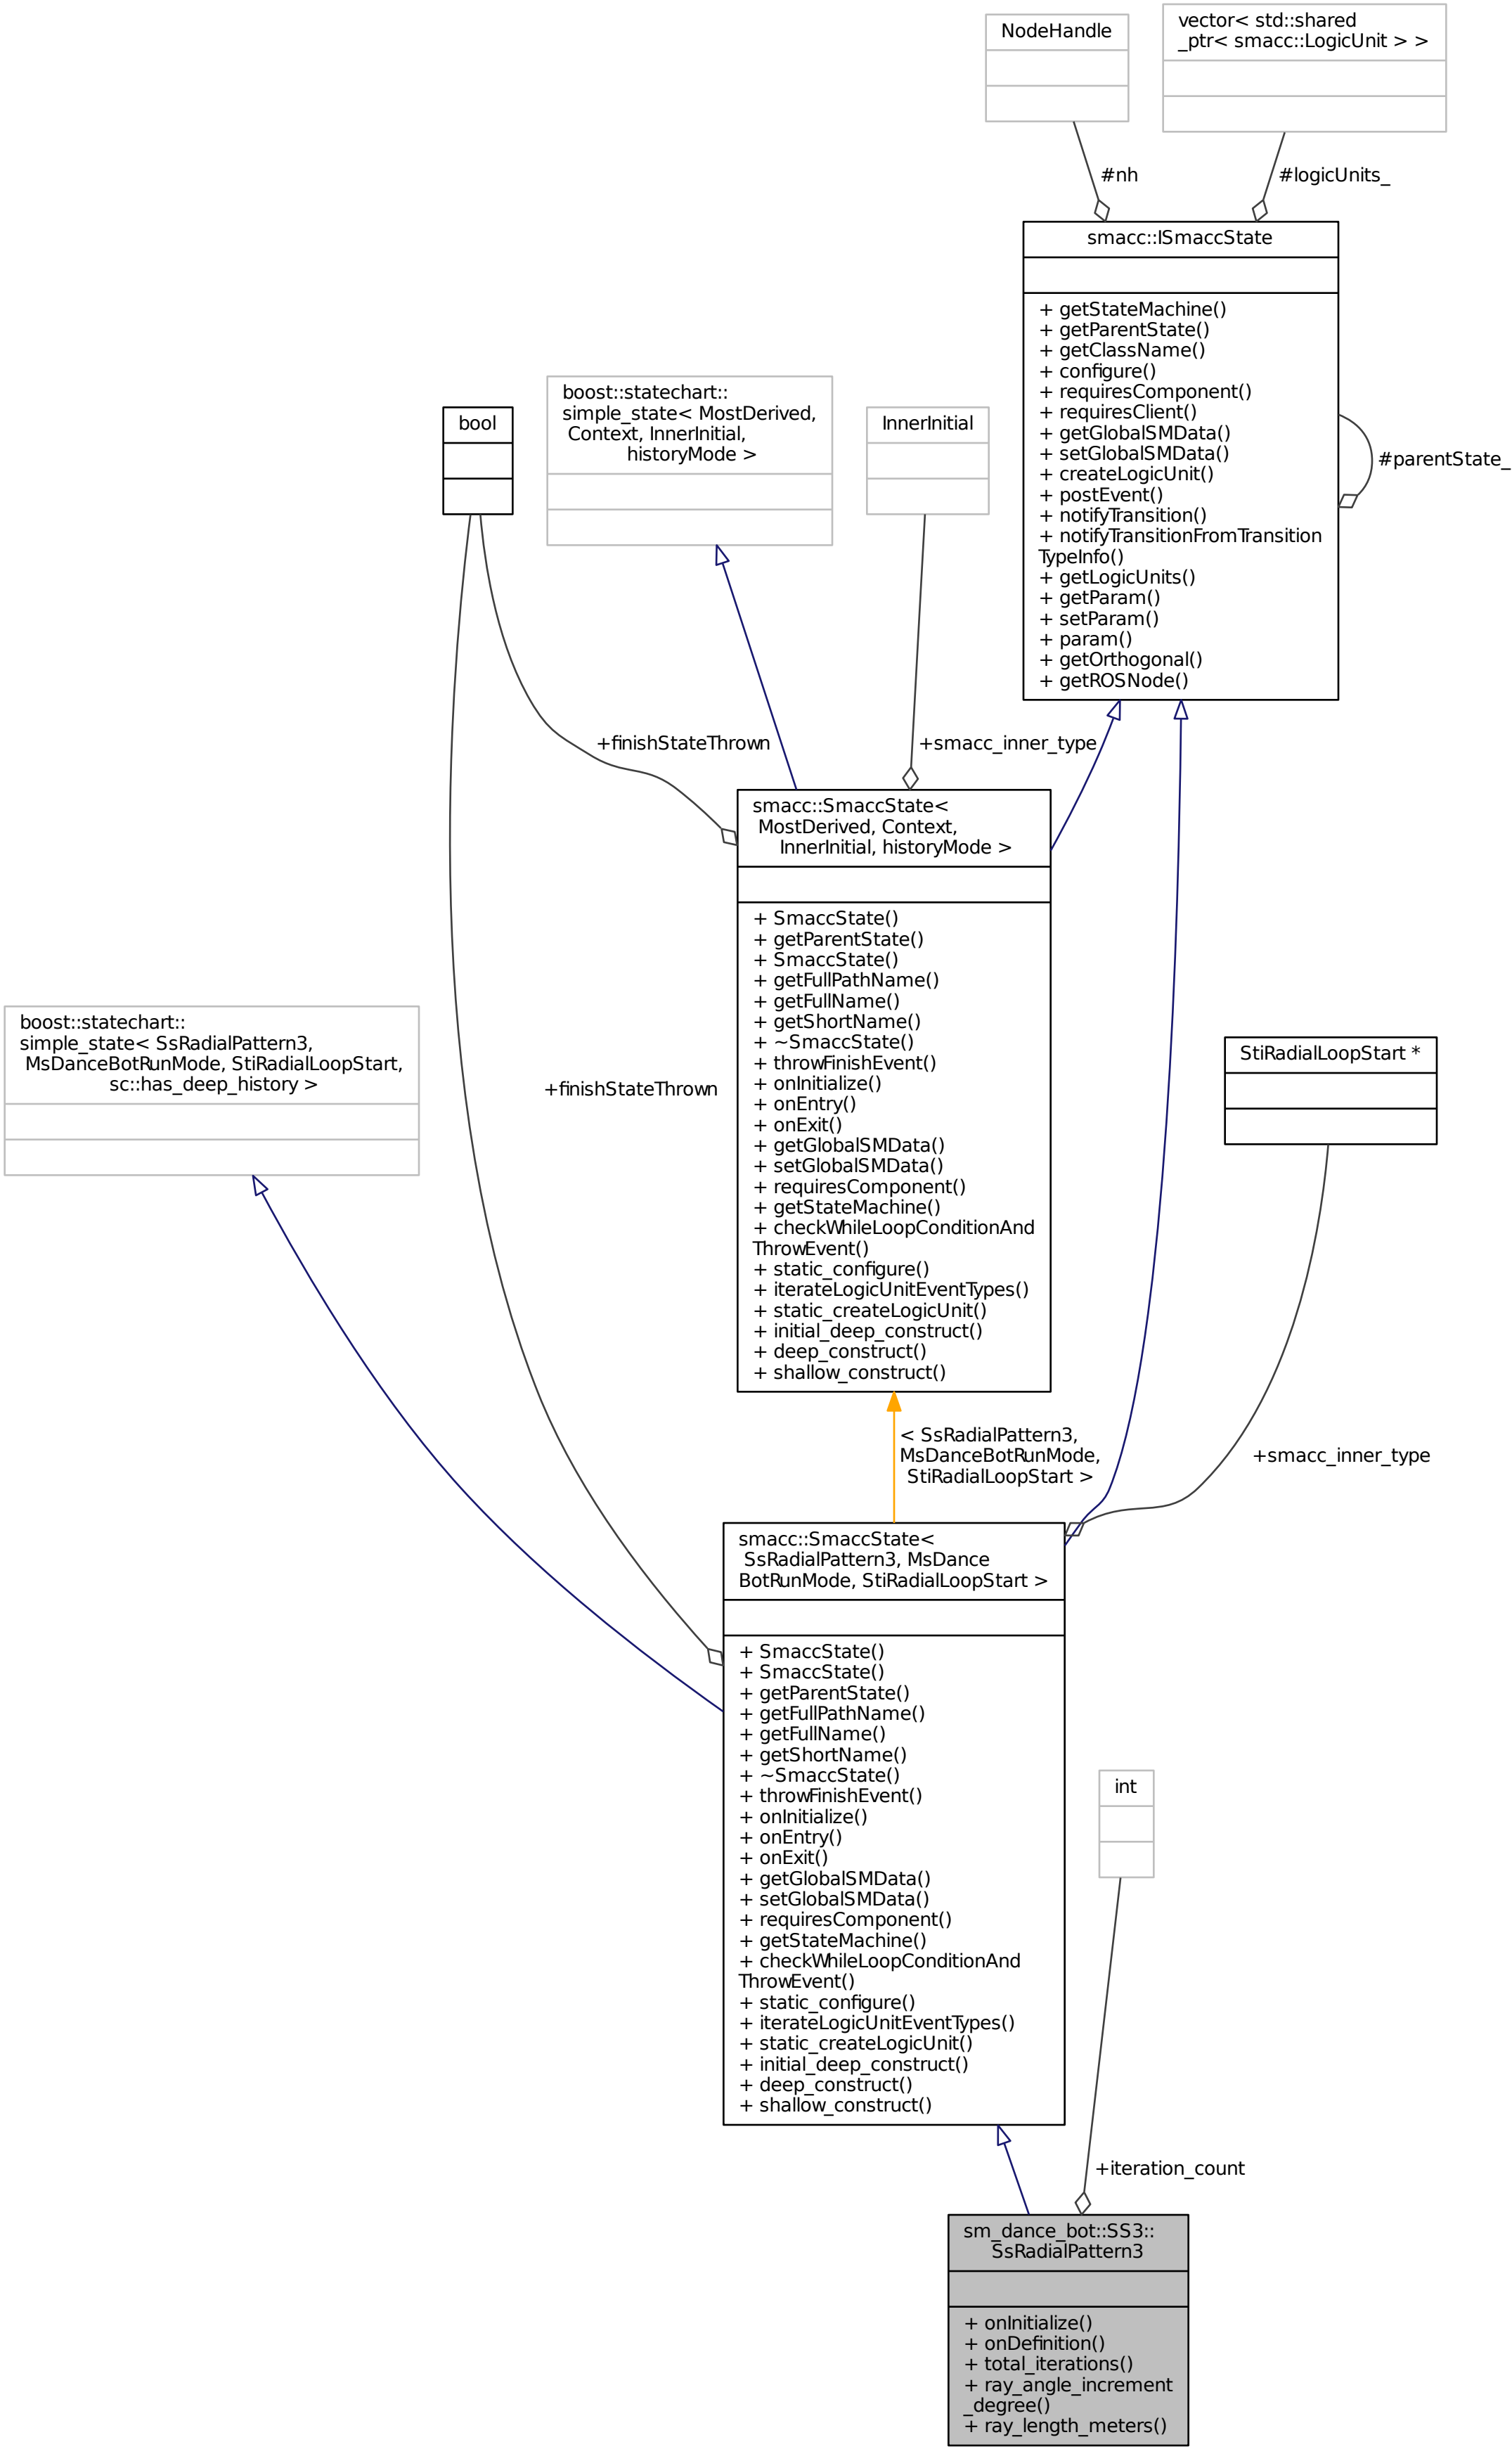 NodeHandle
vector< std::shared
_ptr< smacc::LogicUnit > >
#nh
#logicUnits_
smacc::ISmaccState
+ getStateMachine()
+ getParentState()
+ getClassName()
+ configure()
+ requiresComponent()
+ requiresClient()
+ getGlobalSMData()
+ setGlobalSMData()
+ createLogicUnit()
+ postEvent()
+ notifyTransition()
+ notifyTransitionFromTransition
TypeInfo()
+ getLogicUnits()
+ getParam()
+ setParam()
+ param()
+ getOrthogonal()
+ getROSNode()
#parentState_
bool
boost::statechart::
simple_state< MostDerived,
Context, InnerInitial,
historyMode >
InnerInitial
+finishStateThrown
+smacc_inner_type
smacc::SmaccState<
MostDerived, Context,
InnerInitial, historyMode >
+ SmaccState()
+ getParentState()
+ SmaccState()
+ getFullPathName()
+ getFullName()
+ getShortName()
+ ~SmaccState()
+ throwFinishEvent()
+ onInitialize()
+ onEntry()
+ onExit()
+ getGlobalSMData()
+ setGlobalSMData()
+ requiresComponent()
+ getStateMachine()
+ checkWhileLoopConditionAnd
ThrowEvent()
+ static_configure()
+ iterateLogicUnitEventTypes()
+ static_createLogicUnit()
+ initial_deep_construct()
+ deep_construct()
+ shallow_construct()
boost::statechart::
simple_state< SsRadialPattern3,
MsDanceBotRunMode, StiRadialLoopStart,
sc::has_deep_history >
+finishStateThrown
StiRadialLoopStart *
< SsRadialPattern3,
MsDanceBotRunMode,
StiRadialLoopStart >
+smacc_inner_type
smacc::SmaccState<
SsRadialPattern3, MsDance
BotRunMode, StiRadialLoopStart >
+ SmaccState()
+ SmaccState()
+ getParentState()
+ getFullPathName()
+ getFullName()
+ getShortName()
+ ~SmaccState()
+ throwFinishEvent()
+ onInitialize()
+ onEntry()
+ onExit()
+ getGlobalSMData()
+ setGlobalSMData()
+ requiresComponent()
+ getStateMachine()
+ checkWhileLoopConditionAnd
ThrowEvent()
+ static_configure()
+ iterateLogicUnitEventTypes()
+ static_createLogicUnit()
+ initial_deep_construct()
+ deep_construct()
+ shallow_construct()
int
+iteration_count
sm_dance_bot::SS3::
SsRadialPattern3
+ onInitialize()
+ onDefinition()
+ total_iterations()
+ ray_angle_increment
_degree()
+ ray_length_meters()